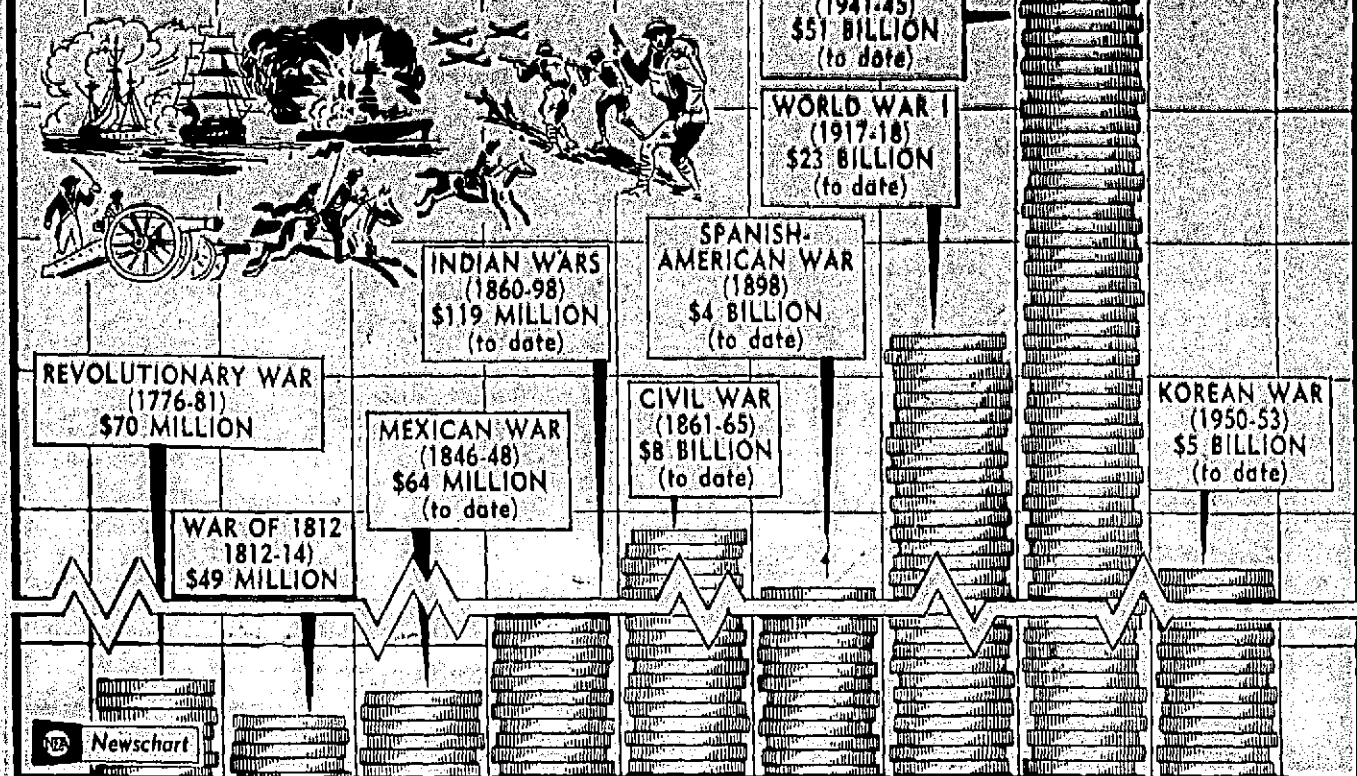 (1941-45)
$51 BILLION
(to date)
WORLD WAR I
(1917-18)
$23 BILLION
(to date)
SPANISH-
AMERICAN WAR
(1898)
$4 BILLION
(to date)
INDIAN WARS
(1860-98)
$119 MILLION
(to date)
REVOLUTIONARY WAR
(1776-81)
$70 MILLION
MEXICAN WAR
(1846-48)
$64 MILLION
(to date)
CIVIL WAR
(1861-65)
$8 BILLION
(to date)
KOREAN WAR
(1950-53)
$5 BILLION
(to date)
WAR OF 1812
1812-14)
$49 MILLION
NEA Newschart